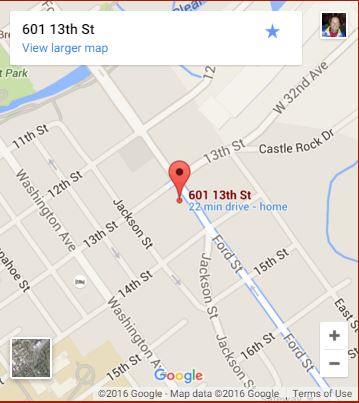 601 13th St
View larger map
Br
t Park
12
W 32nd Ave
11th St
13th St
Castle Rock Dr
12th St
Washington Ave
601 13th St
22 min drive - home
Jackson St
13th St
Ford St
15th St
Jackson St
14th St
apahoe St
East S
Washington Ave
16th St
Ford St
15th St
Jackson St
Google
©2016 Google - Map data ©2016 Google
Terms of Use